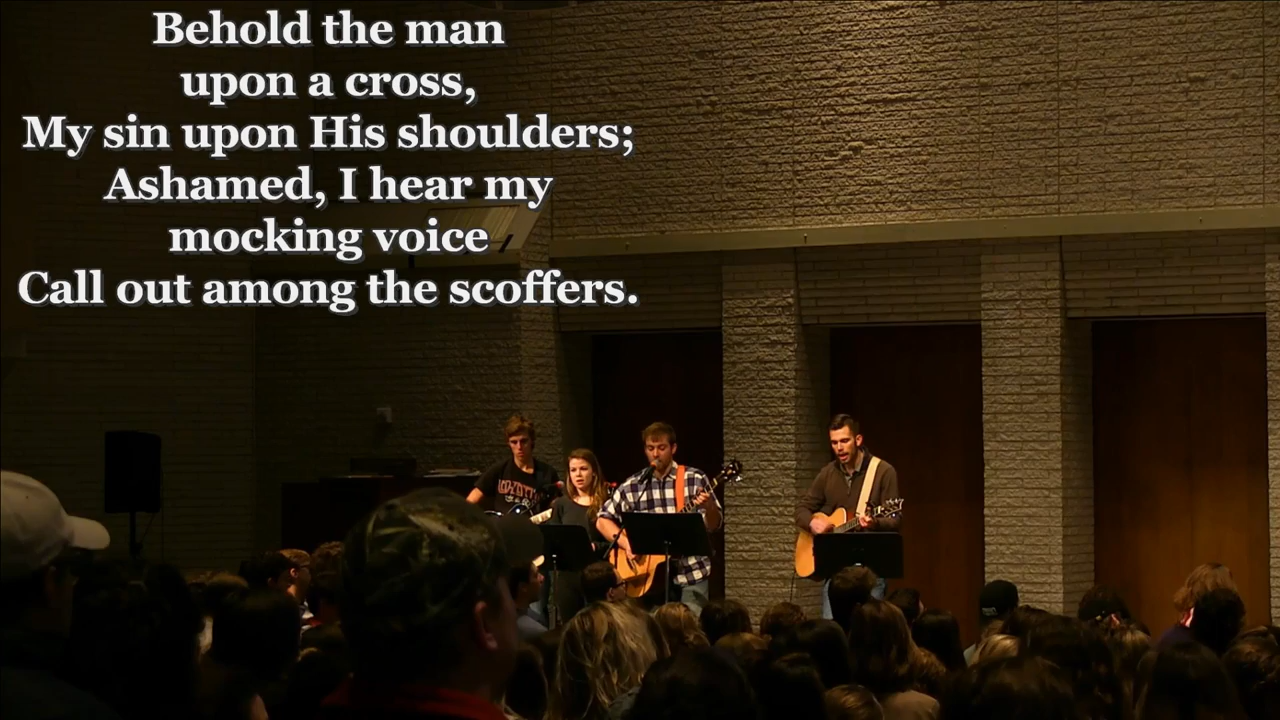 Behold the man
upon a cross,
My sin upon His shoulders;
Ashamed, I hear my
mocking voice
Call out among the scoffers.